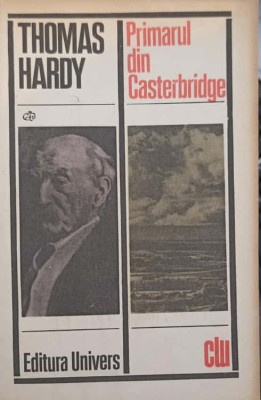 THOMAS
HARDY
Primarul
din
Casterbridge
Editura Univers
clu